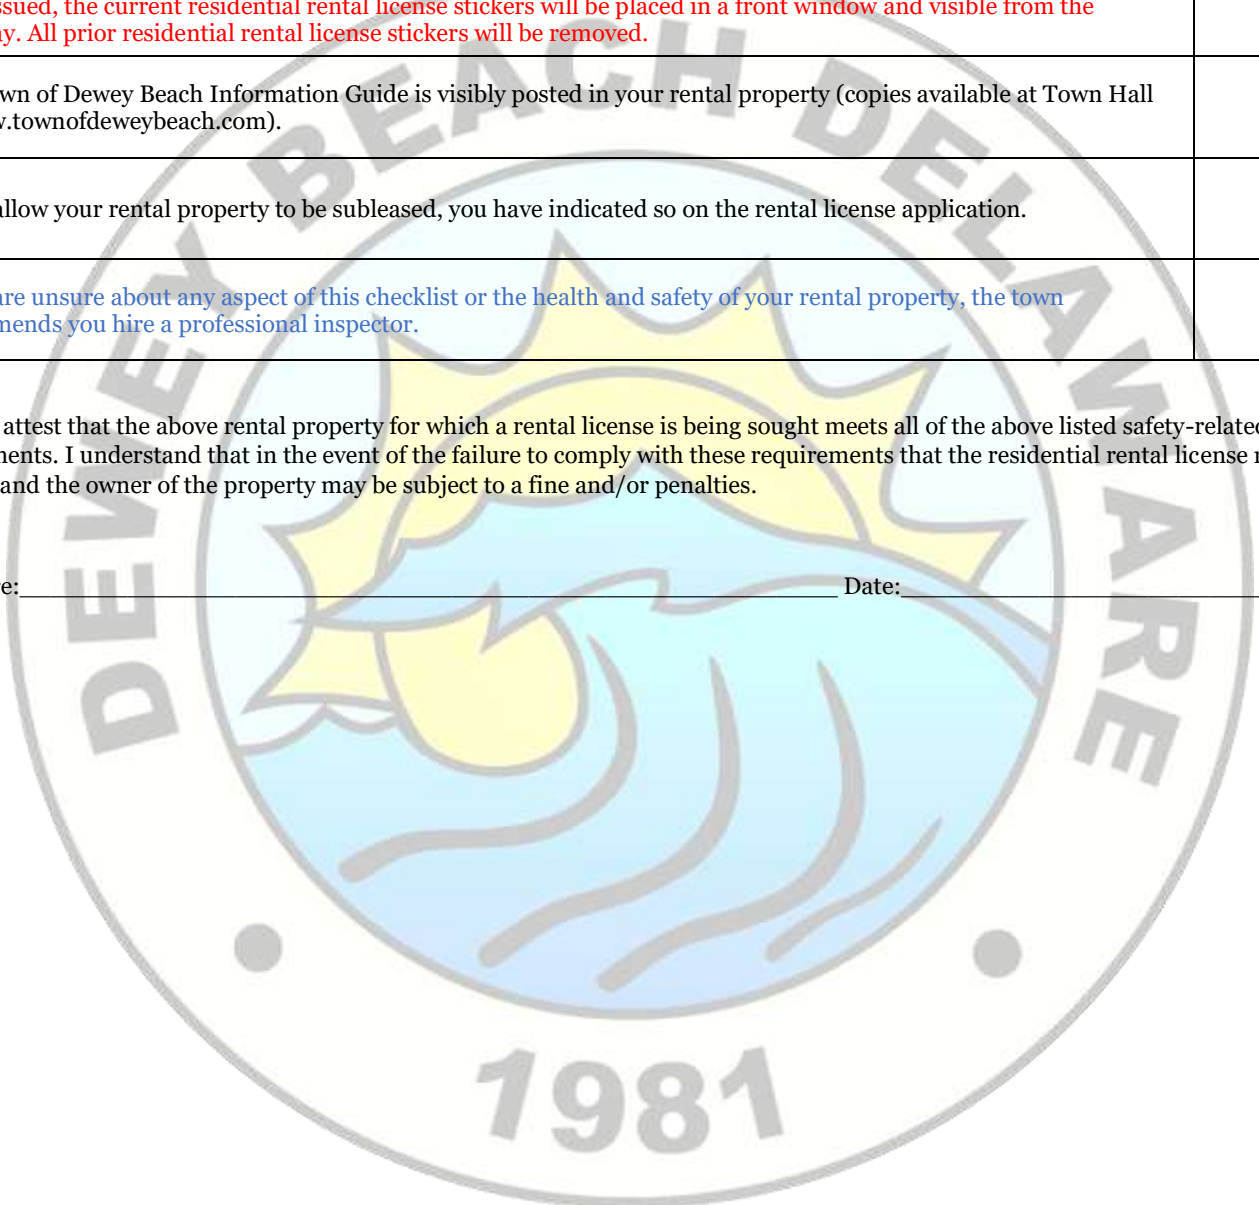 ssued, the current residential rental license stickers will be placed in a front window and visible from the
y. All prior residential rental license stickers will be removed.
wn of Dewey Beach Information Guide is visibly posted in your rental property (copies available at Town Hall
w.townofdeweybeach.com).
allow your rental property to be subleased, you have indicated so on the rental license application.
are unsure about any aspect of this checklist or the health and safety of your rental property, the town
mends you hire a professional inspector.
attest that the above rental property for which a rental license is being sought meets all of the above listed safety-related
ments. I understand that in the event of the failure to comply with these requirements that the residential rental license
and the owner of the property may be subject to a fine and/or penalties.
re: Date:
DEWEY BEACH DELAWARE
1981